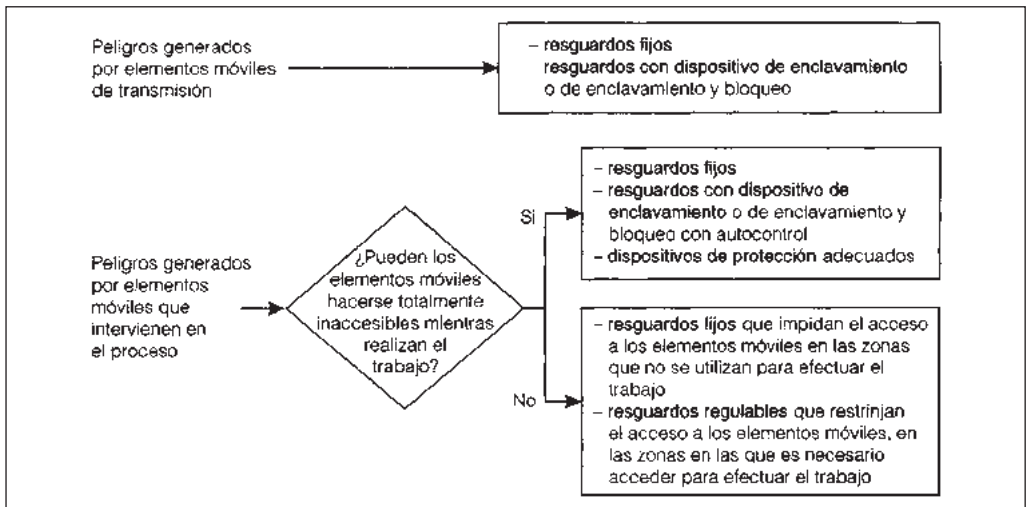 Peligros generados
por elementos móviles
de transmisión
– resguardos fijos
resguardos con dispositivo de enclavamiento
o de enclavamiento y bloqueo
Peligros generados
por elementos
móviles que
intervienen en
el proceso
¿Pueden los
elementos móviles
hacerse totalmente
inaccesibles mientras
realizan el
trabajo?
Si
– resguardos fijos
– resguardos con dispositivo de
enclavamiento o de enclavamiento y
bloqueo con autocontrol
– dispositivos de protección adecuados
No
– resguardos fijos que impidan el acceso
a los elementos móviles en las zonas
que no se utilizan para efectuar el
trabajo
– resguardos regulables que restrinjan
el acceso a los elementos móviles, en
las zonas en las que es necesario
acceder para efectuar el trabajo